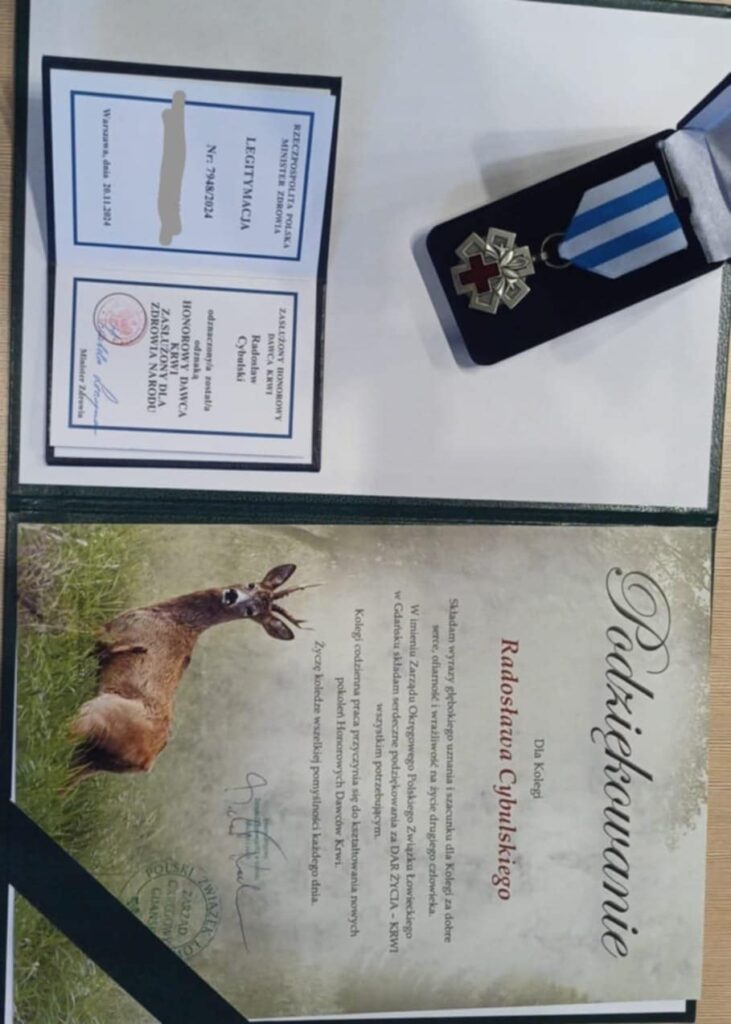 RZECZPOSPOLITA POLSKA
MINISTER ZDROWIA
LEGITYMACJA
Nr: 7948/2024
Warszawa, dnia 20.11.2024
ZASŁUŻONY HONOROWY
DAWCA KRWI
Radosław
Cybulski
odznaczony/a został/a
odznaką
HONOROWY DAWCA
KRWI
ZASŁUŻONY DLA
ZDROWIA NARODU
Minister Zdrowia
Podziękowanie
Dla Kolegi
Radosława Cybulskiego
Składam wyrazy głębokiego uznania i szacunku dla Kolegi za dobre
serce, ofiarność i wrażliwość na życie drugiego człowieka.
W imieniu Zarządu Okręgowego Polskiego Związku Łowieckiego
w Gdańsku składam serdeczne podziękowania za DAR ŻYCIA – KRWI
wszystkim potrzebującym.
Kolegi codzienna praca przyczynia się do kształtowania nowych
pokoleń Honorowych Dawców Krwi.
Życzę koledze wszelkiej pomyślności każdego dnia.
POLSKI ZWIĄZEK
ZARZĄD